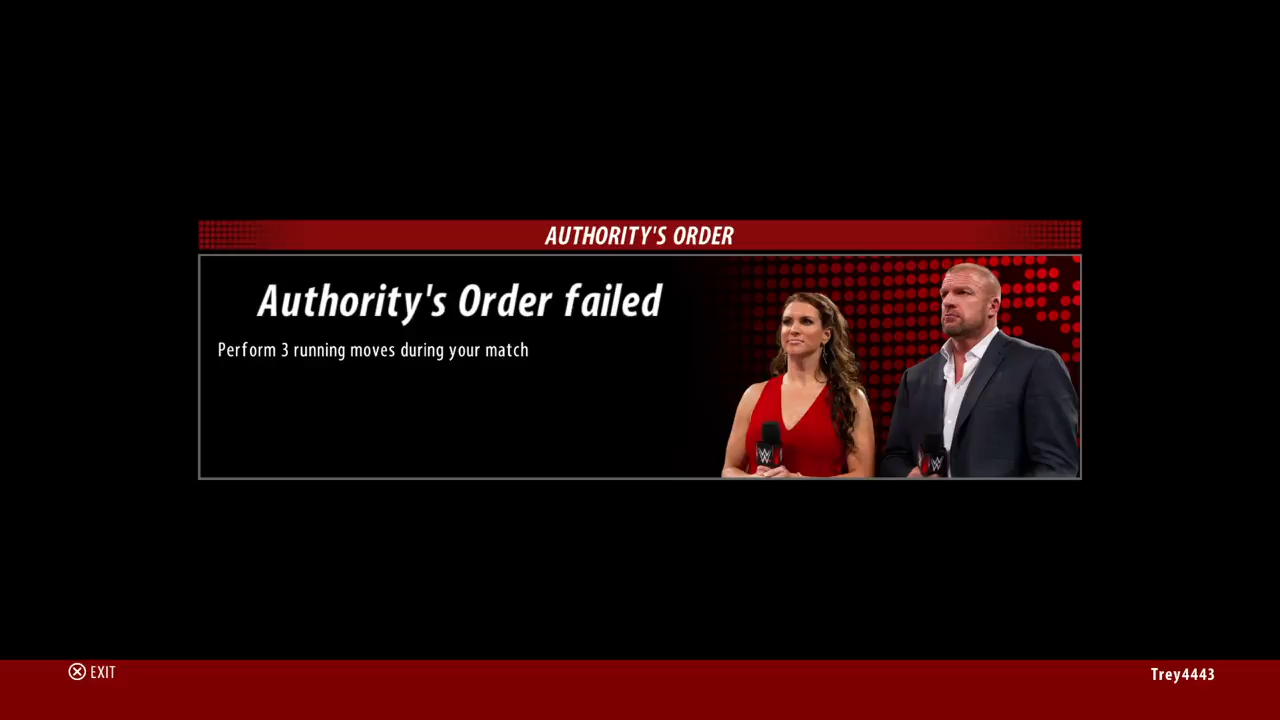 AUTHORITY'S ORDER
Authority's Order failed
Perform 3 running moves during your match
W W
EXIT
Trey4443